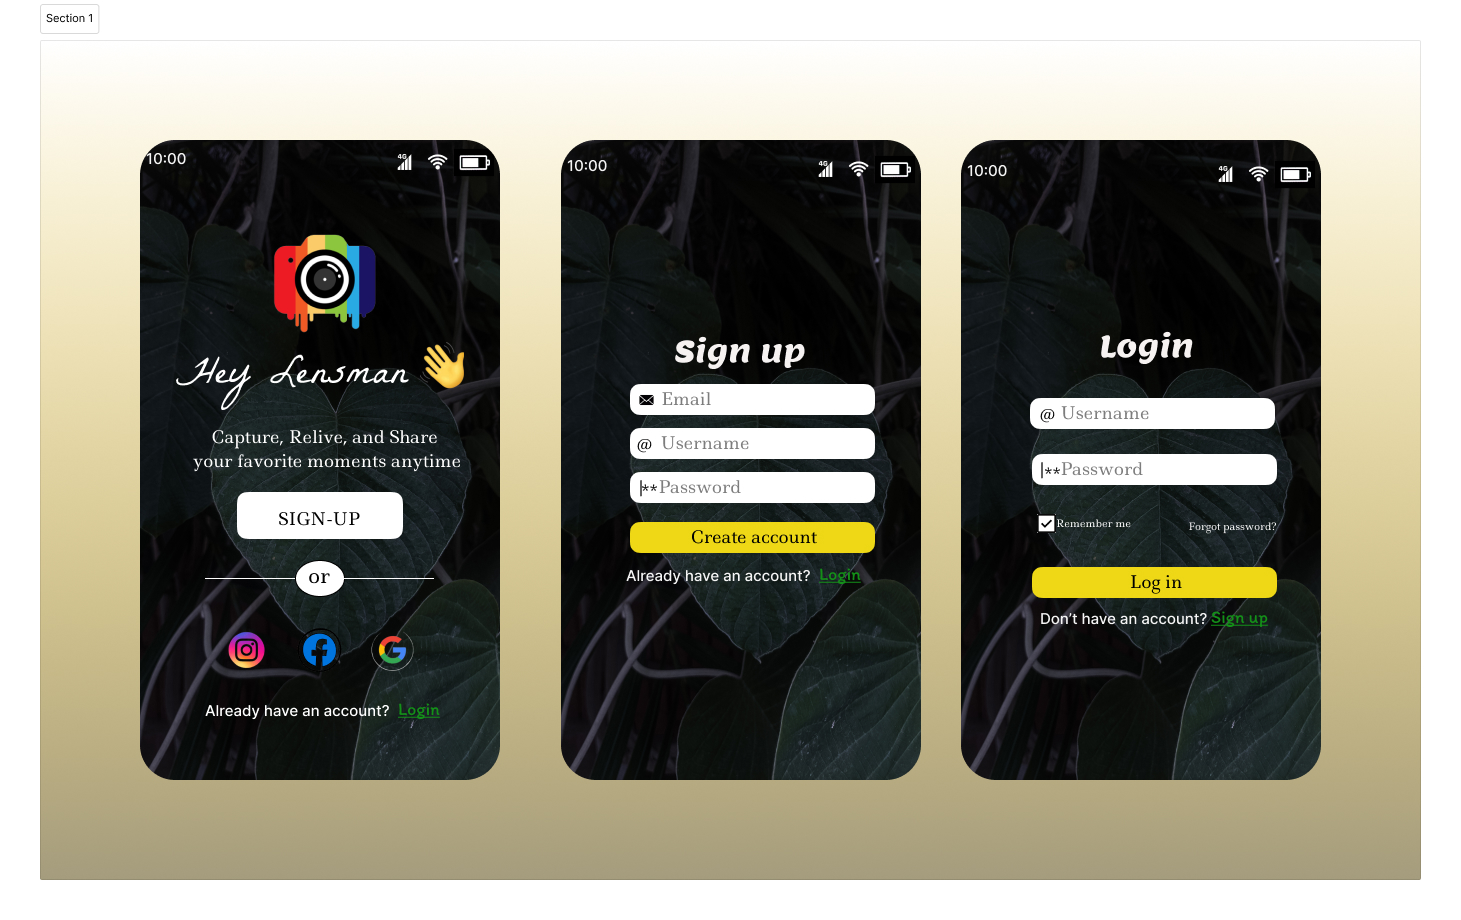 Section 1
10:00
4G
Hey Lensman
Capture, Relive, and Share
your favorite moments anytime
SIGN-UP
or
Already have an account? Login
10:00
4G
Sign up
Email
@ Username
|**Password
Create account
Already have an account? Login
10:00
4G
Login
@ Username
|**Password
Remember me
Forgot password?
Log in
Don't have an account? Sign up